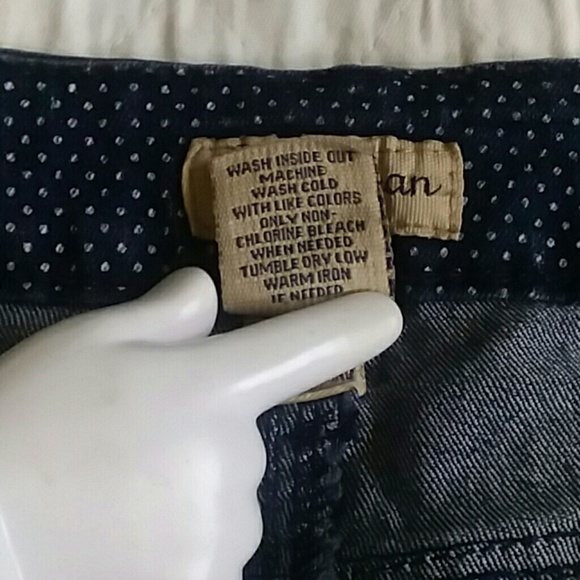 WASH INSIDE OUT
MACHINE
WASH COLD
WITH LIKE COLORS
ONLY NON-
CHLORINE BLEACH
WHEN NEEDED
TUMBLE DRY LOW
WARM IRON
IF NEEDED
an